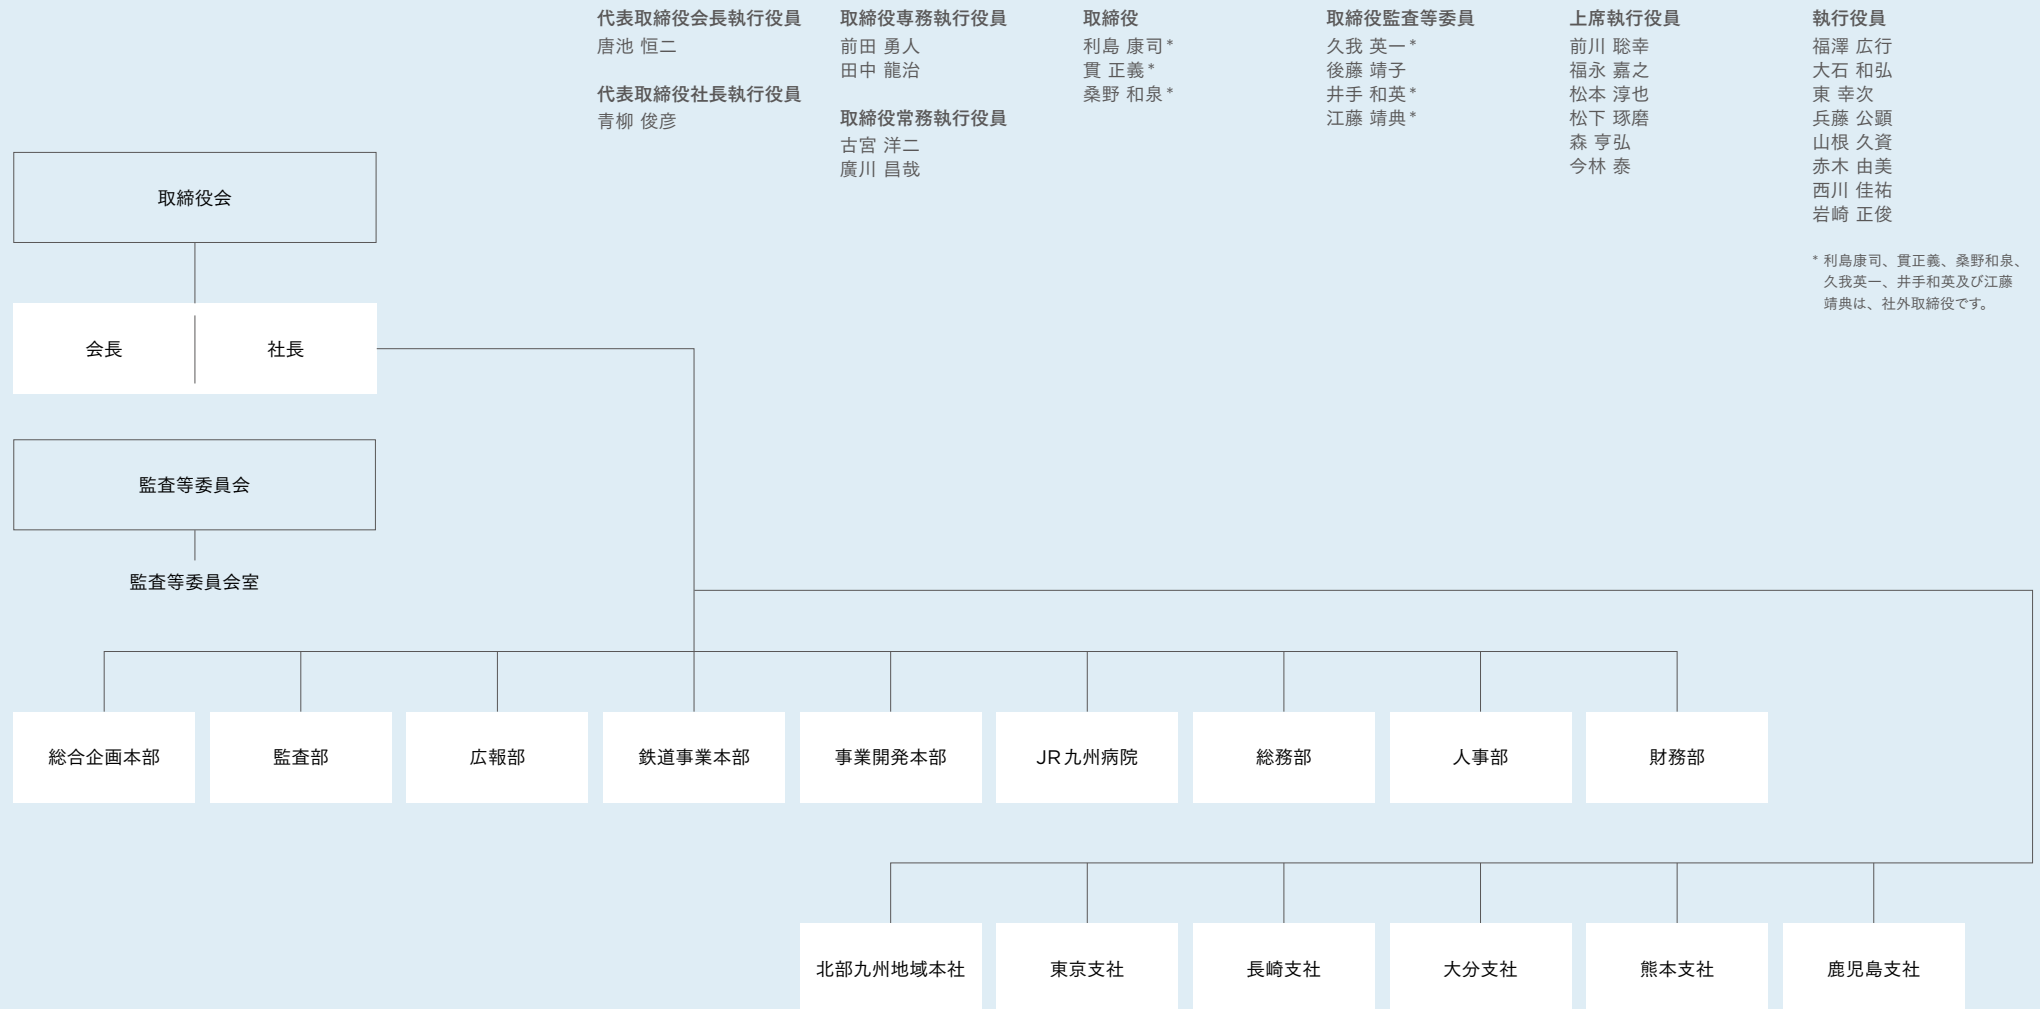 代表取締役会長執行役員
唐池 恒二
代表取締役社長執行役員
青柳 俊彦
取締役専務執行役員
前田 勇人
田中 龍治
取締役常務執行役員
古宮 洋二
廣川 昌哉
取締役
利島 康司*
貫 正義*
桑野 和泉*
取締役監査等委員
久我 英一*
後藤 靖子
井手 和英*
江藤 靖典*
上席執行役員
前川 聡幸
福永 嘉之
松本 淳也
松下 琢磨
森 亨弘
今林 泰
執行役員
福澤 広行
大石 和弘
東 幸次
兵藤 公顕
山根 久資
赤木 由美
西川 佳祐
岩崎 正俊
* 利島康司、貫正義、桑野和泉、
久我英一、井手和英及び江藤
靖典は、社外取締役です。
取締役会
会長
社長
監査等委員会
監査等委員会室
総合企画本部
監査部
広報部
鉄道事業本部
事業開発本部
JR九州病院
総務部
人事部
財務部
北部九州地域本社
東京支社
長崎支社
大分支社
熊本支社
鹿児島支社